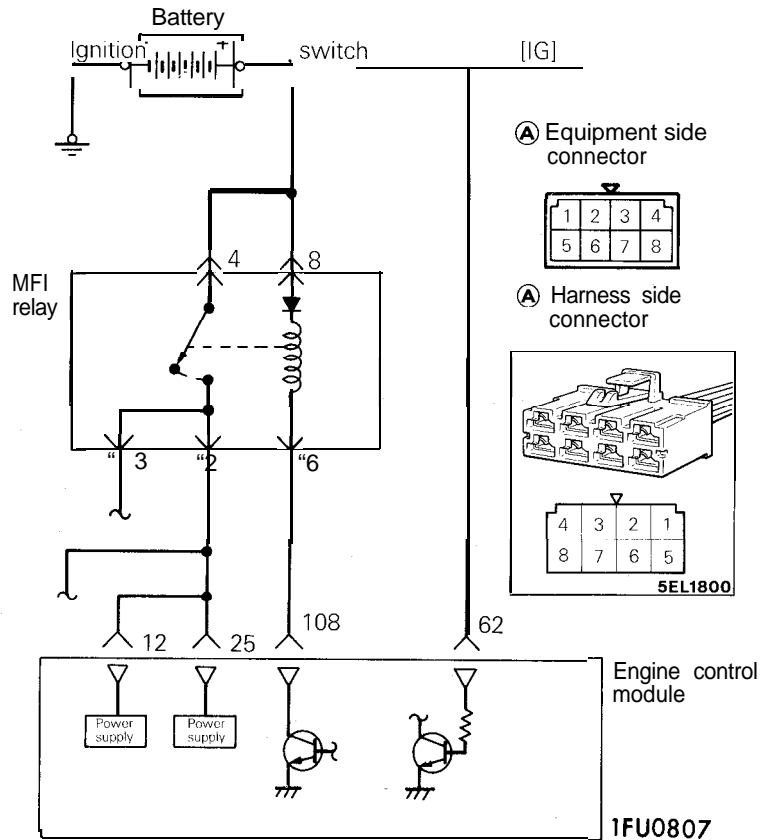 Battery
Ignition
- +
switch
[IG]
Ⓐ Equipment side
connector
1 2 3 4
5 6 7 8
4
8
MFI
relay
Ⓐ Harness side
connector
“ 3
“2
“6
4 3 2 1
8 7 6 5
5EL1800
12
25
108
62
Engine control
module
Power
supply
Power
supply
1FU0807